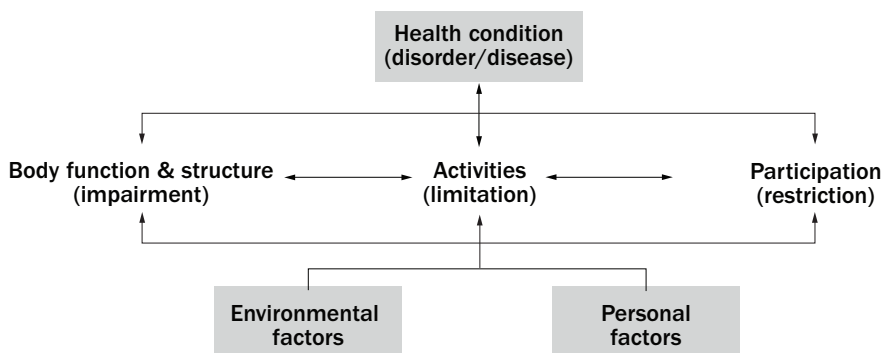 Health condition
(disorder/disease)
Body function & structure
(impairment)
Activities
(limitation)
Participation
(restriction)
Environmental
factors
Personal
factors